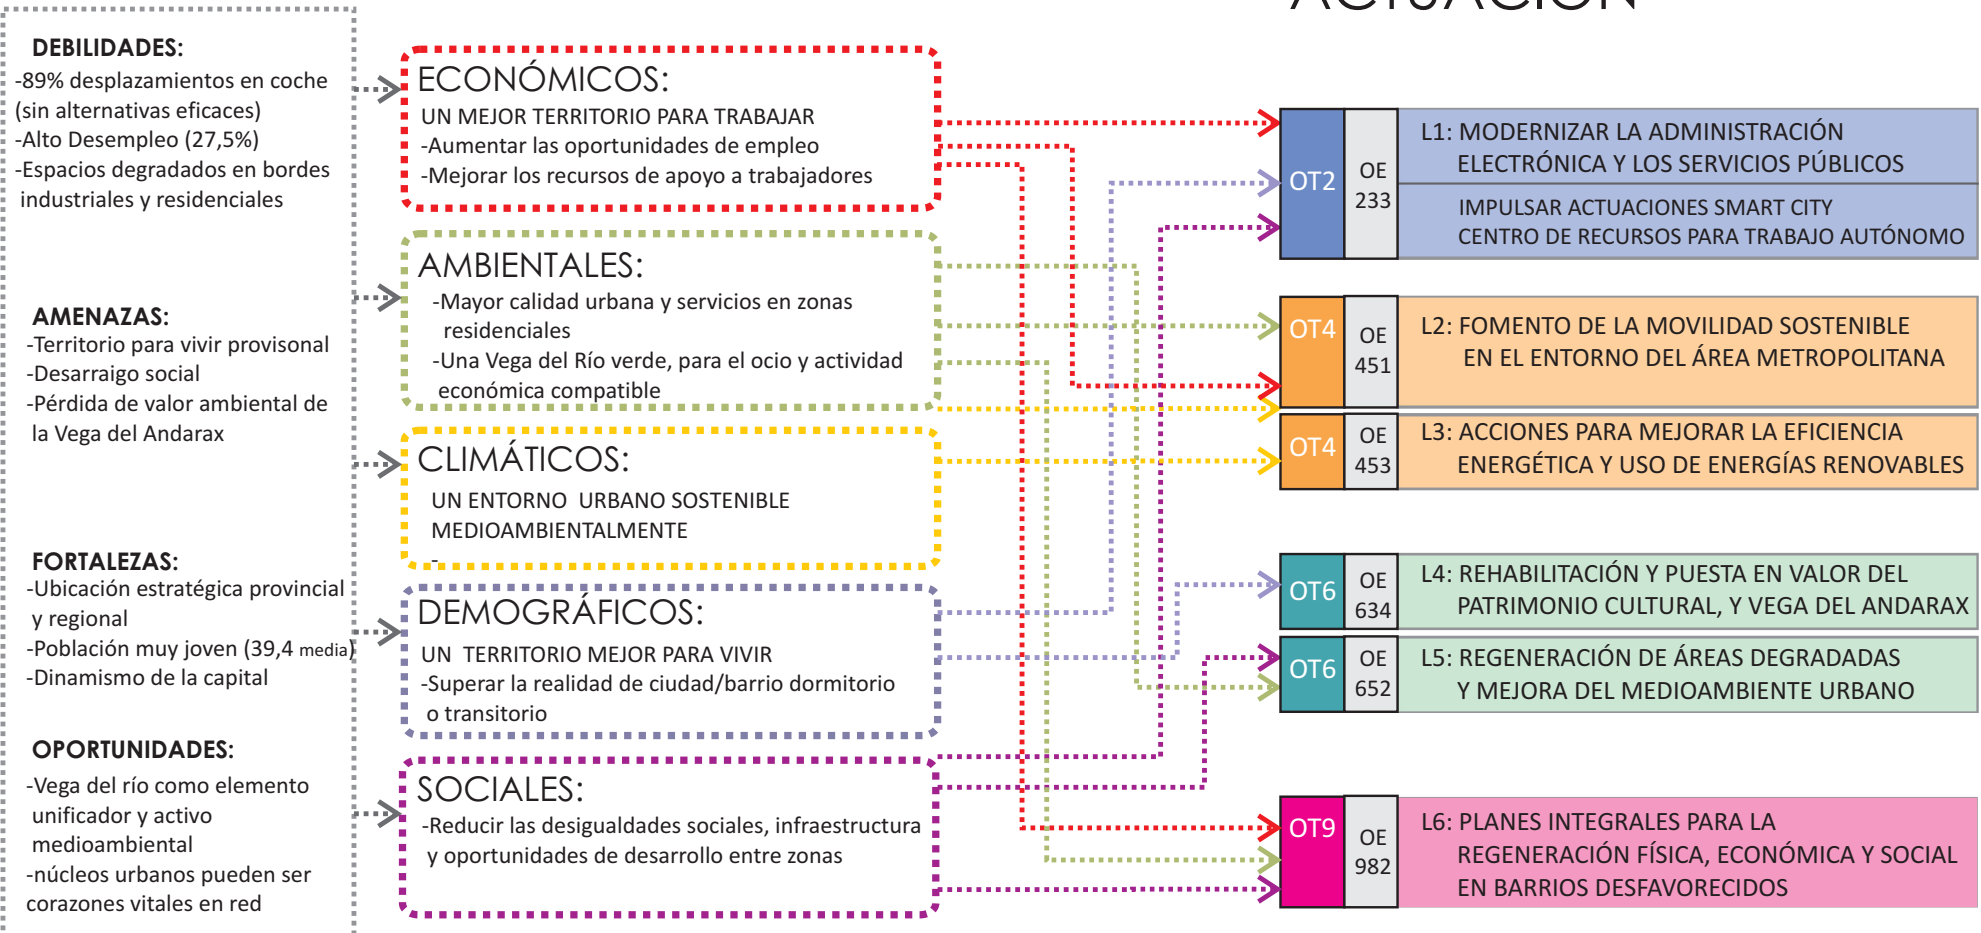 ACTUACIÓN
DEBILIDADES:
-89% desplazamientos en coche
(sin alternativas eficaces)
-Alto Desempleo (27,5%)
-Espacios degradados en bordes
industriales y residenciales
AMENAZAS:
-Territorio para vivir provisonal
-Desarraigo social
-Pérdida de valor ambiental de
la Vega del Andarax
FORTALEZAS:
-Ubicación estratégica provincial
y regional
-Población muy joven (39,4 media)
-Dinamismo de la capital
OPORTUNIDADES:
-Vega del río como elemento
unificador y activo
medioambiental
-núcleos urbanos pueden ser
corazones vitales en red
ECONÓMICOS:
UN MEJOR TERRITORIO PARA TRABAJAR
-Aumentar las oportunidades de empleo
-Mejorar los recursos de apoyo a trabajadores
AMBIENTALES:
-Mayor calidad urbana y servicios en zonas
residenciales
-Una Vega del Río verde, para el ocio y actividad
económica compatible
CLIMÁTICOS:
UN ENTORNO URBANO SOSTENIBLE
MEDIOAMBIENTALMENTE
-
DEMOGRÁFICOS:
UN TERRITORIO MEJOR PARA VIVIR
-Superar la realidad de ciudad/barrio dormitorio
o transitorio
SOCIALES:
-Reducir las desigualdades sociales, infraestructura
y oportunidades de desarrollo entre zonas
OT2
OE
233
L1: MODERNIZAR LA ADMINISTRACIÓN
ELECTRÓNICA Y LOS SERVICIOS PÚBLICOS
IMPULSAR ACTUACIONES SMART CITY
CENTRO DE RECURSOS PARA TRABAJO AUTÓNOMO
OT4
OE
451
L2: FOMENTO DE LA MOVILIDAD SOSTENIBLE
EN EL ENTORNO DEL ÁREA METROPOLITANA
OT4
OE
453
L3: ACCIONES PARA MEJORAR LA EFICIENCIA
ENERGÉTICA Y USO DE ENERGÍAS RENOVABLES
OT6
OE
634
L4: REHABILITACIÓN Y PUESTA EN VALOR DEL
PATRIMONIO CULTURAL, Y VEGA DEL ANDARAX
OT6
OE
652
L5: REGENERACIÓN DE ÁREAS DEGRADADAS
Y MEJORA DEL MEDIOAMBIENTE URBANO
OT9
OE
982
L6: PLANES INTEGRALES PARA LA
REGENERACIÓN FÍSICA, ECONÓMICA Y SOCIAL
EN BARRIOS DESFAVORECIDOS